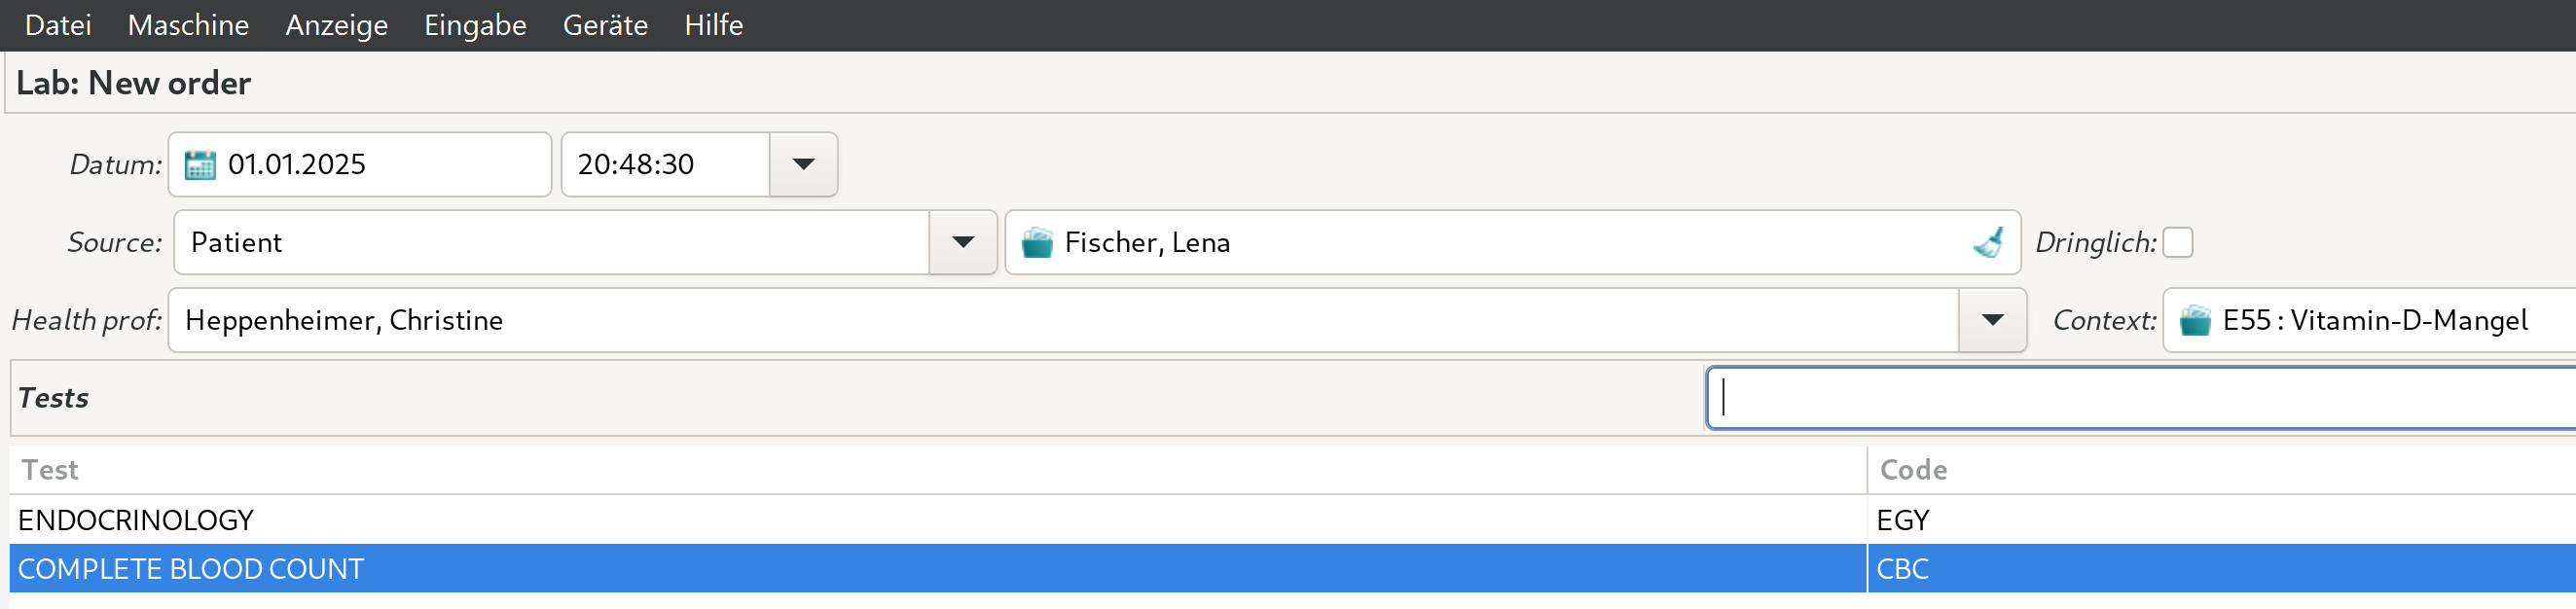 Datei Maschine Anzeige Eingabe Geräte Hilfe
Lab: New order
Datum: 01.01.2025 20:48:30
Source: Patient Fischer, Lena Dringlich:
Health prof: Heppenheimer, Christine Context: E55 : Vitamin-D-Mangel
Tests
Test Code
ENDOCRINOLOGY EGY
COMPLETE BLOOD COUNT CBC